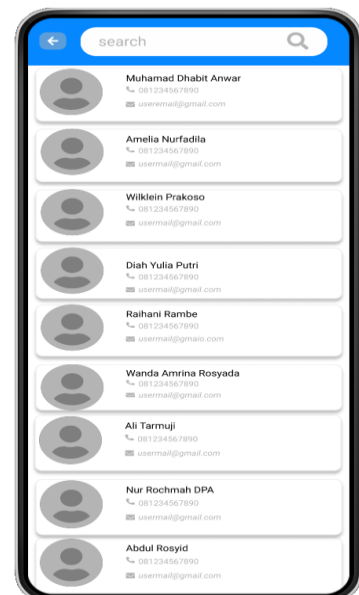 search
Muhamad Dhabit Anwar
081234567890
useremail@gmail.com
Amelia Nurfadila
081234567890
usermail@gmail.com
Wilklein Prakoso
081234567890
usermail@gmail.com
Diah Yulia Putri
081234567890
usermail@gmail.com
Raihani Rambe
081234567890
usermail@gmaio.com
Wanda Amrina Rosyada
081234567890
usermail@gmail.com
Ali Tarmuji
081234567890
usermail@gmail.com
Nur Rochmah DPA
081234567890
usermail@gmail.com
Abdul Rosyid
081234567890
usermail@gmail.com